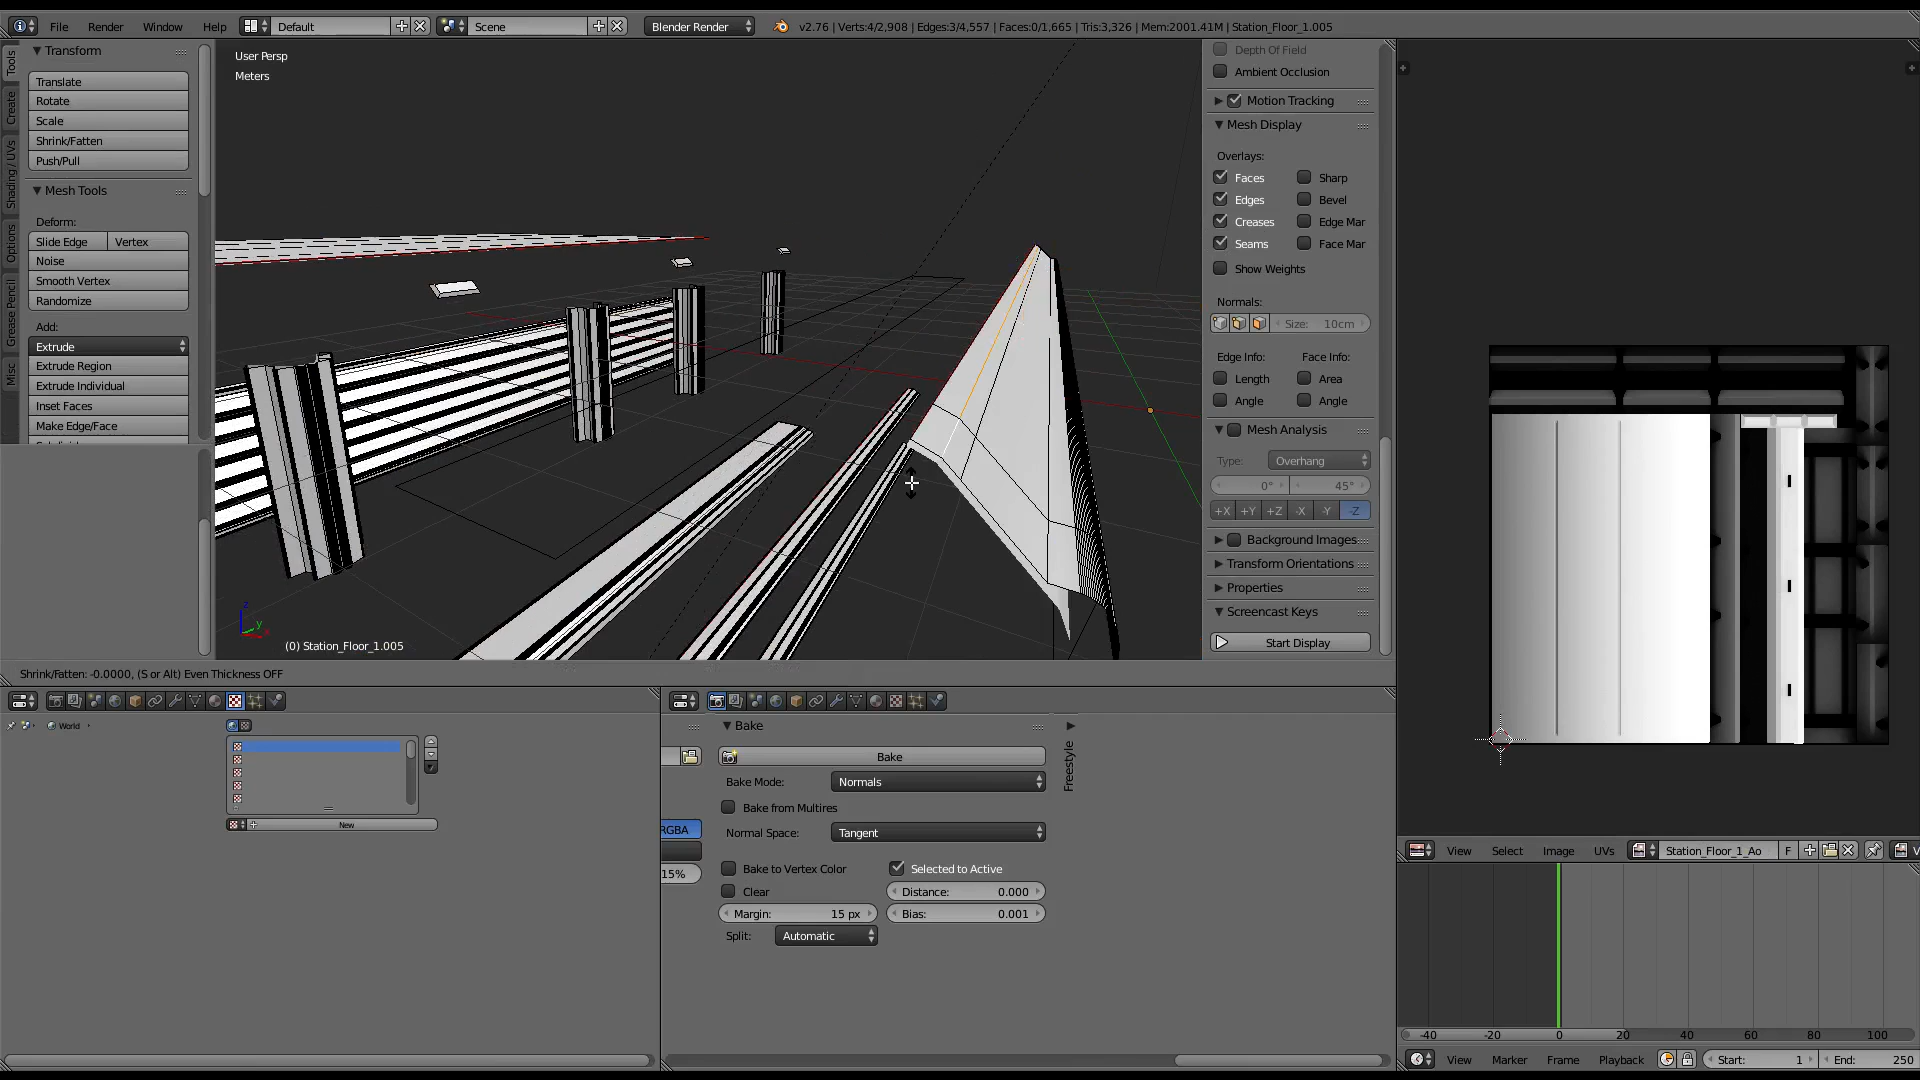 File Render Window Help Default Scene Blender Render v2.76 | Verts:4/2,908 | Edges:3/4,557 | Faces:0/1,665 | Tris:3,326 | Mem:2001.41M | Station_Floor_1.005
Tools
Create
Shading / UVs
Options
Grease Pencil
Misc
Transform
Translate
Rotate
Scale
Shrink/Fatten
Push/Pull
Mesh Tools
Deform:
Slide Edge Vertex
Noise
Smooth Vertex
Randomize
Add:
Extrude
Extrude Region
Extrude Individual
Inset Faces
Make Edge/Face
User Persp
Meters
z
y
x
(0) Station_Floor_1.005
Depth Of Field
Ambient Occlusion
Motion Tracking
Mesh Display
Overlays:
Faces Sharp
Edges Bevel
Creases Edge Mar
Seams Face Mar
Show Weights
Normals:
Size: 10cm
Edge Info: Face Info:
Length Area
Angle Angle
Mesh Analysis
Type: Overhang
0° 45°
+X +Y +Z -X -Y -Z
Background Images
Transform Orientations
Properties
Screencast Keys
Start Display
Shrink/Fatten: -0.0000, (S or Alt) Even Thickness OFF
World
New
Bake
Bake
Bake Mode: Normals
Bake from Multires
Normal Space: Tangent
RGBA
Bake to Vertex Color Selected to Active
15%
Clear Distance: 0.000
Margin: 15 px Bias: 0.001
Split: Automatic
Freestyle
View Select Image UVs Station_Floor_1_Ao F
-40 -20 0 20 40 60 80 100
View Marker Frame Playback Start: 1 End: 250